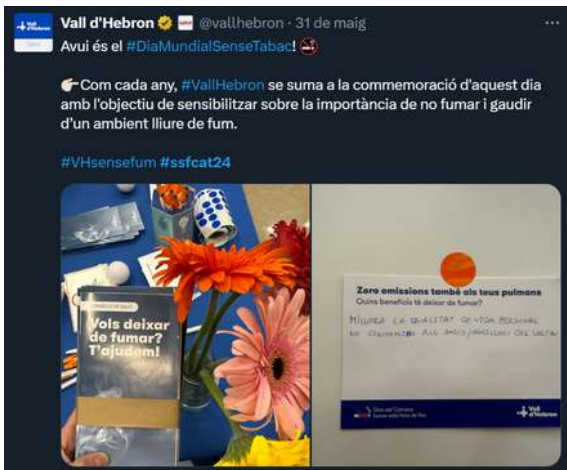 Vall d'Hebron @vallhebron · 31 de maig
Avui és el #DiaMundialSenseTabac!
Com cada any, #VallHebron se suma a la commemoració d'aquest dia
amb l'objectiu de sensibilitzar sobre la importància de no fumar i gaudir
d'un ambient lliure de fum.
#VHsensefum #ssfcat24
Vols deixar
de fumar?
T'ajudem!
Zero emissions també als teus pulmons
Quins beneficis té deixar de fumar?
MILLORA LA QUALITAT DE VIDA PERSONAL
Vall
d'Hebron